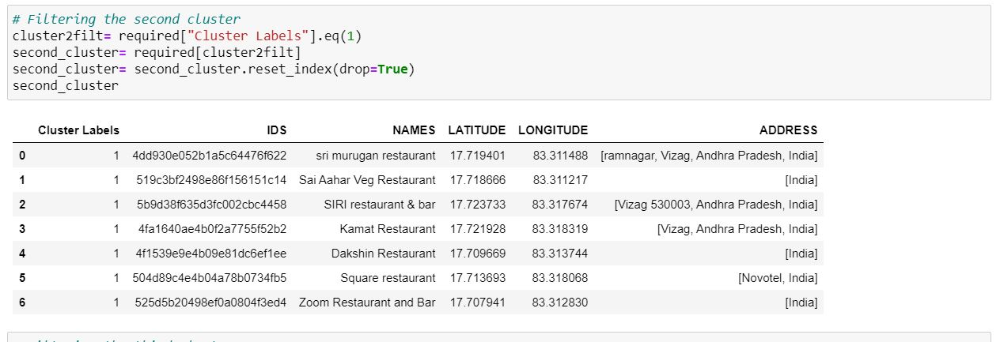 # Filtering the second cluster
cluster2filt= required["Cluster Labels"].eq(1)
second_cluster= required[cluster2filt]
second_cluster= second_cluster.reset_index(drop=True)
second_cluster
Cluster Labels IDS NAMES LATITUDE LONGITUDE ADDRESS
0 1 4dd930e052b1a5c64476f622 sri murugan restaurant 17.719401 83.311488 [ramnagar, Vizag, Andhra Pradesh, India]
1 1 519c3bf2498e86f156151c14 Sai Aahar Veg Restaurant 17.718666 83.311217 [India]
2 1 5b9d38f635d3fc002cbc4458 SIRI restaurant & bar 17.723733 83.317674 [Vizag 530003, Andhra Pradesh, India]
3 1 4fa1640ae4b0f2a7755f52b2 Kamat Restaurant 17.721928 83.318319 [Vizag, Andhra Pradesh, India]
4 1 4f1539e9e4b09e81dc6ef1ee Dakshin Restaurant 17.709669 83.313744 [India]
5 1 504d89c4e4b04a78b0734fb5 Square restaurant 17.713693 83.318068 [Novotel, India]
6 1 525d5b20498ef0a0804f3ed4 Zoom Restaurant and Bar 17.707941 83.312830 [India]